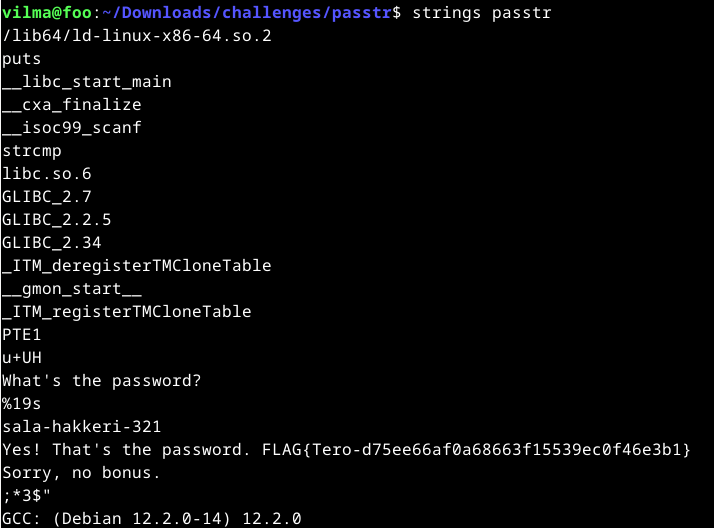 vilma@foo:~/Downloads/challenges/passtr$ strings passtr
/lib64/ld-linux-x86-64.so.2
puts
__libc_start_main
__cxa_finalize
__isoc99_scanf
strcmp
libc.so.6
GLIBC_2.7
GLIBC_2.2.5
GLIBC_2.34
_ITM_deregisterTMCloneTable
__gmon_start__
_ITM_registerTMCloneTable
PTE1
u+UH
What's the password?
%19s
sala-hakkeri-321
Yes! That's the password. FLAG{Tero-d75ee66af0a68663f15539ec0f46e3b1}
Sorry, no bonus.
;*3$"
GCC: (Debian 12.2.0-14) 12.2.0